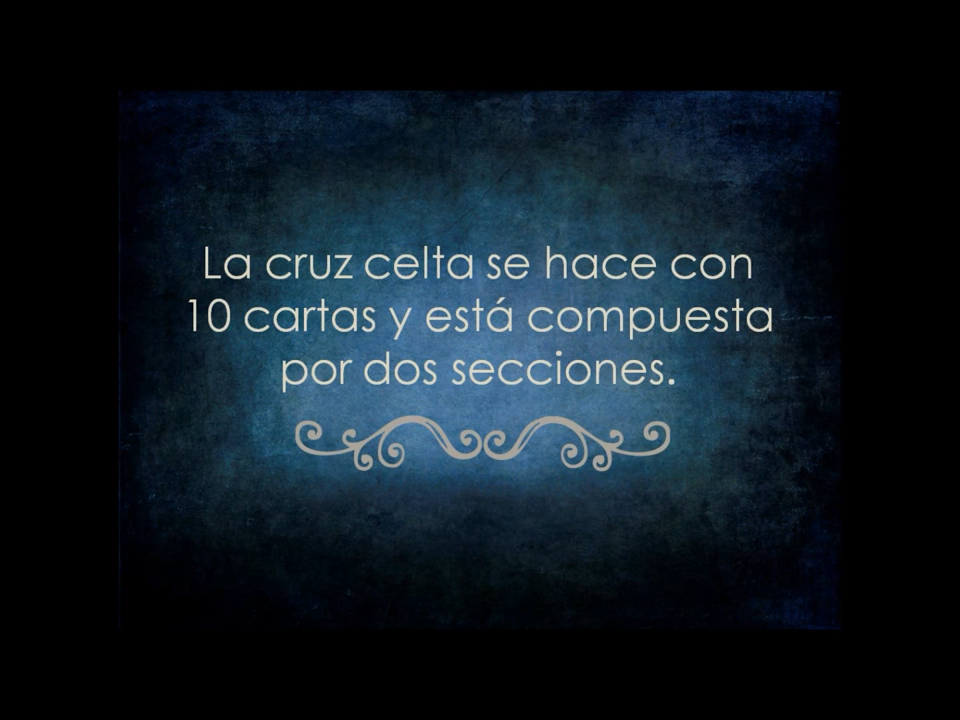 La cruz celta se hace con
10 cartas y está compuesta
por dos secciones.